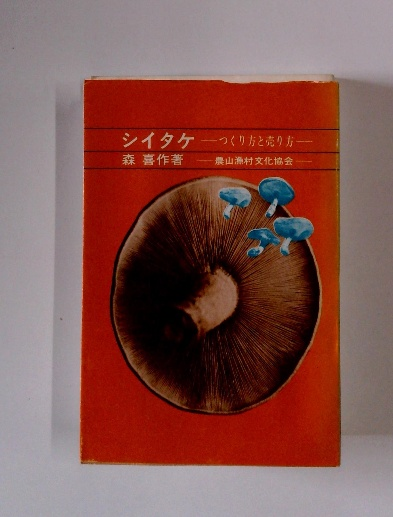 シイタケ ―つくり方と売り方―
森 喜作著 ―農山漁村文化協会―